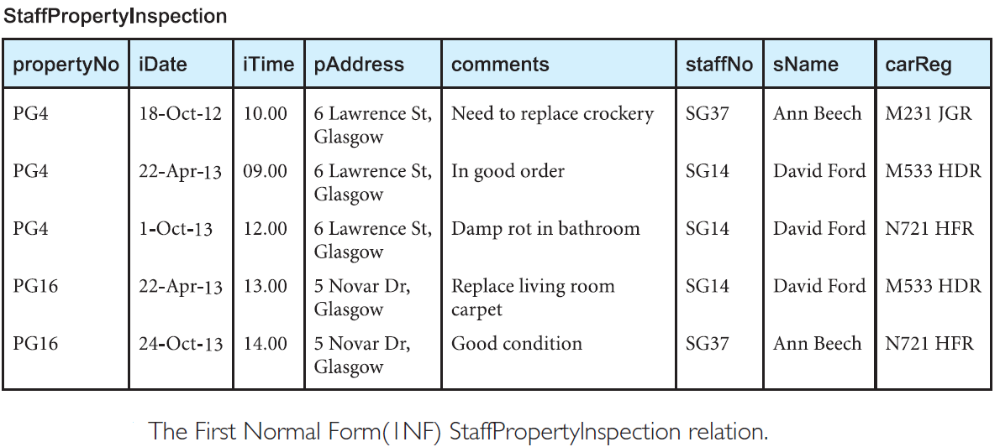 StaffPropertyInspection
propertyNo iDate iTime pAddress comments staffNo sName carReg
PG4 18-Oct-12 10.00 6 Lawrence St, Need to replace crockery SG37 Ann Beech M231 JGR
Glasgow
PG4 22-Apr-13 09.00 6 Lawrence St, In good order SG14 David Ford M533 HDR
Glasgow
PG4 1-Oct-13 12.00 6 Lawrence St, Damp rot in bathroom SG14 David Ford N721 HFR
Glasgow
PG16 22-Apr-13 13.00 5 Novar Dr, Replace living room SG14 David Ford M533 HDR
Glasgow carpet
PG16 24-Oct-13 14.00 5 Novar Dr, Good condition SG37 Ann Beech N721 HFR
Glasgow
The First Normal Form(1NF) StaffPropertyInspection relation.